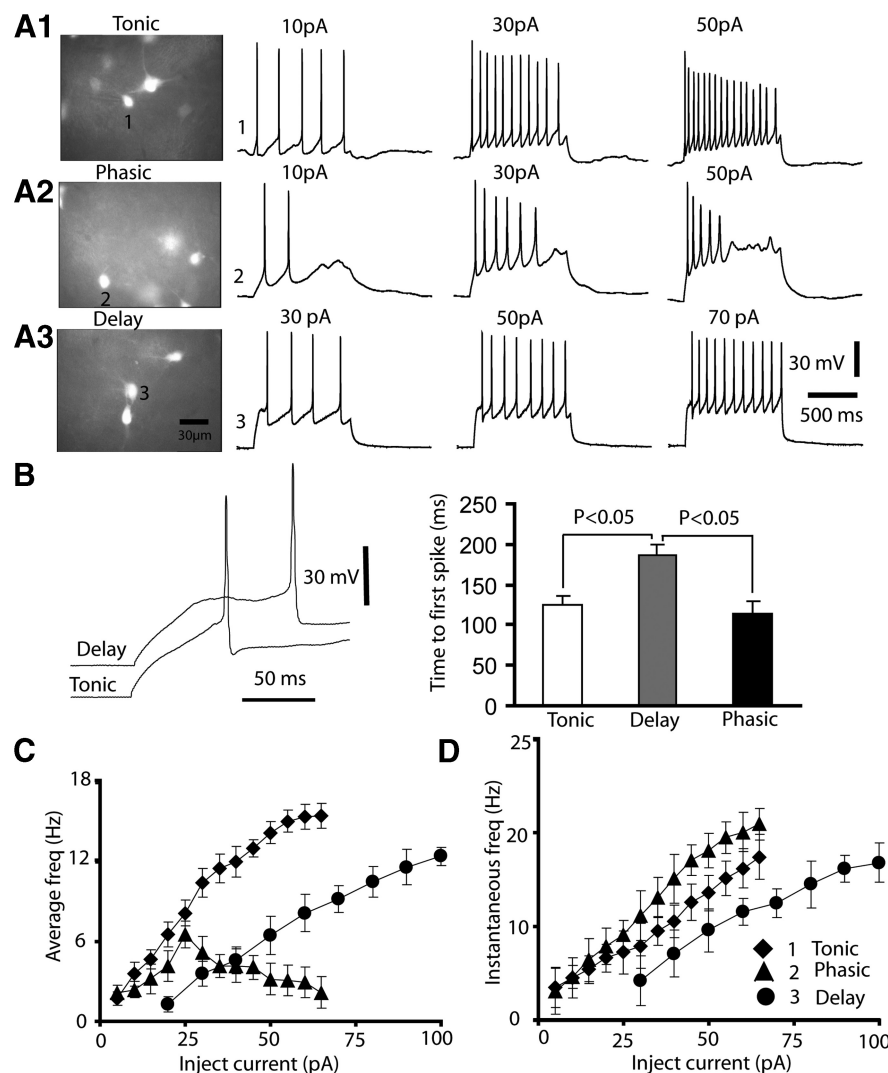 A1
Tonic
10pA
30pA
50pA
1
1
A2
Phasic
10pA
30pA
50pA
2
2
A3
Delay
30 pA
50pA
70 pA
3
3
30µm
30 mV
500 ms
B
30 mV
Delay
Tonic
50 ms
Time to first spike (ms)
250
200
150
100
50
0
P<0.05
P<0.05
Tonic
Delay
Phasic
C
Average freq (Hz)
18
12
6
0
0
25
50
75
100
Inject current (pA)
D
Instantaneous freq (Hz)
25
20
10
0
0
25
50
75
100
Inject current (pA)
1 Tonic
2 Phasic
3 Delay